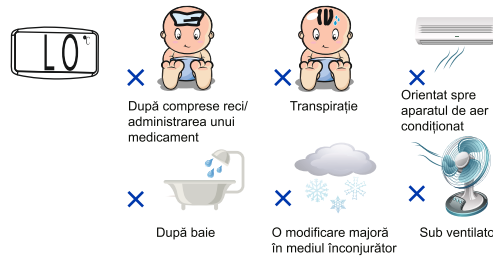 LO °C
După comprese reci/
administrarea unui
medicament
Transpirație
Orientat spre
aparatul de aer
condiționat
După baie
O modificare majoră
în mediul înconjurător
Sub ventilato